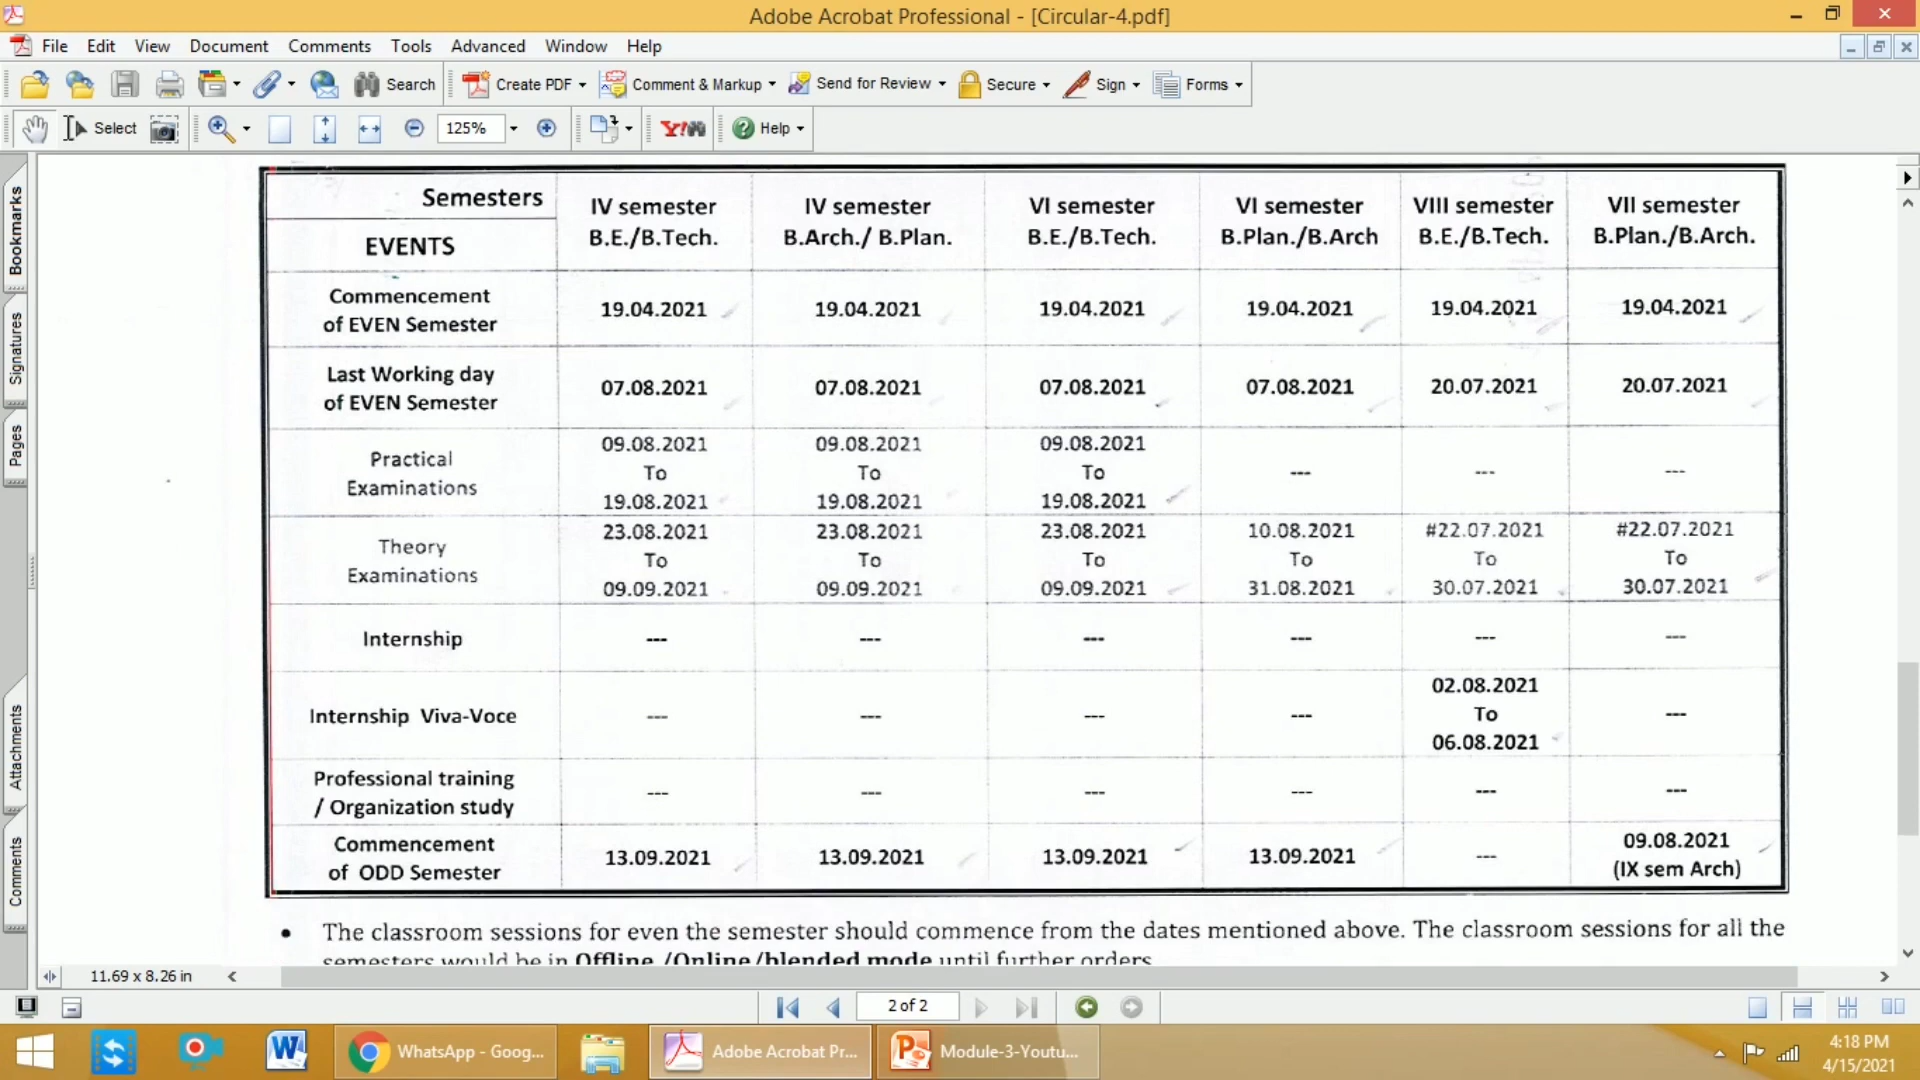 Adobe Acrobat Professional - [Circular-4.pdf]
File Edit View Document Comments Tools Advanced Window Help
Search Create PDF Comment & Markup Send for Review Secure Sign Forms
Select 125% Y! Help
Bookmarks
Signatures
Pages
Attachments
Comments
Semesters
EVENTS
IV semester
B.E./B.Tech.
IV semester
B.Arch./ B.Plan.
VI semester
B.E./B.Tech.
VI semester
B.Plan./B.Arch
VIII semester
B.E./B.Tech.
VII semester
B.Plan./B.Arch.
Commencement
of EVEN Semester
19.04.2021 19.04.2021 19.04.2021 19.04.2021 19.04.2021 19.04.2021
Last Working day
of EVEN Semester
07.08.2021 07.08.2021 07.08.2021 07.08.2021 20.07.2021 20.07.2021
Practical
Examinations
09.08.2021
To
19.08.2021
09.08.2021
To
19.08.2021
09.08.2021
To
19.08.2021
--- --- ---
Theory
Examinations
23.08.2021
To
09.09.2021
23.08.2021
To
09.09.2021
23.08.2021
To
09.09.2021
10.08.2021
To
31.08.2021
#22.07.2021
To
30.07.2021
#22.07.2021
To
30.07.2021
Internship --- --- --- --- --- ---
Internship Viva-Voce --- --- --- ---
02.08.2021
To
06.08.2021
---
Professional training
/ Organization study
--- --- --- --- --- ---
Commencement
of ODD Semester
13.09.2021 13.09.2021 13.09.2021 13.09.2021 ---
09.08.2021
(IX sem Arch)
• The classroom sessions for even the semester should commence from the dates mentioned above. The classroom sessions for all the
semesters would be in Offline /Online/blended mode until further orders
11.69 x 8.26 in
2 of 2
WhatsApp - Goog...
Adobe Acrobat Pr...
Module-3-Youtu...
4:18 PM
4/15/2021